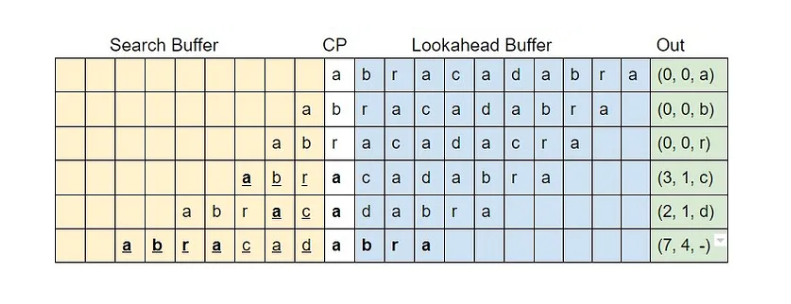 Search Buffer CP Lookahead Buffer Out
a b r a c a d a b r a (0, 0, a)
a b r a c a d a b r a (0, 0, b)
a b r a c a d a c r a (0, 0, r)
a b r a c a d a b r a (3, 1, c)
a b r a c a d a b r a (2, 1, d)
a b r a c a d a b r a (7, 4, -)